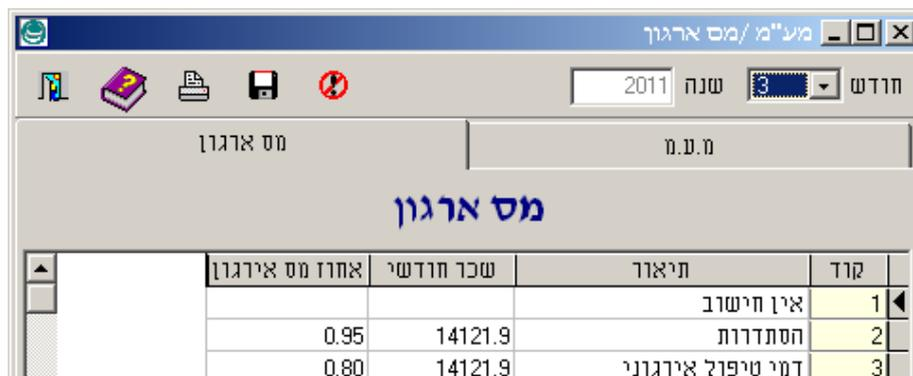 מע"מ /מס ארגון
חודש 3 שנה 2011
מ.ע.מ מס ארגון
מס ארגון
קוד תיאור שכר חודשי אחוז מס אירגון
1 אין חישוב
2 הסתדרות 14121.9 0.95
3 דמי טיפול אירגוני 14121.9 0.80